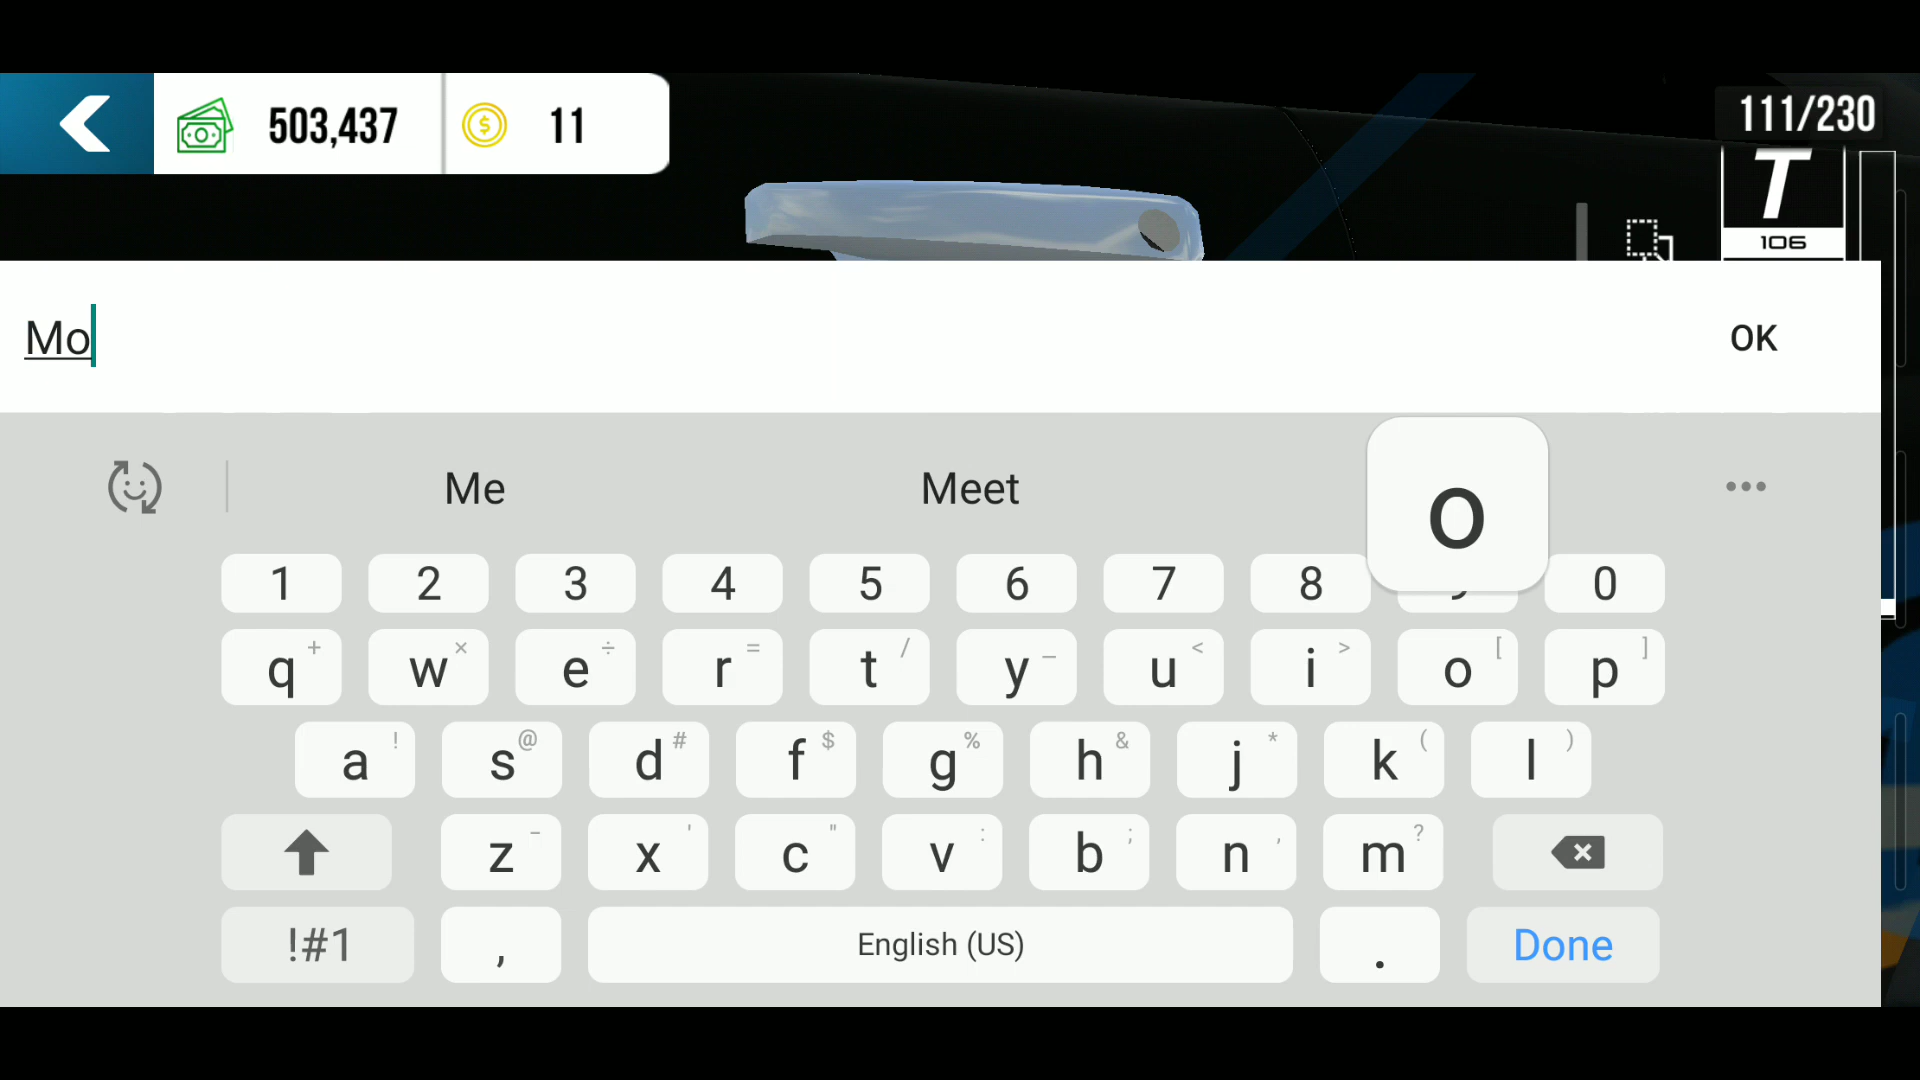 503,437 11 111/230
T
106
Mo OK
Me Meet o
1 2 3 4 5 6 7 8 0
q + w × e ÷ r = t / y _ u < i > o [ p ]
a ! s @ d # f $ g % h & j * k ( l )
z - x ' c " v : b ; n , m ?
!#1 , English (US) . Done